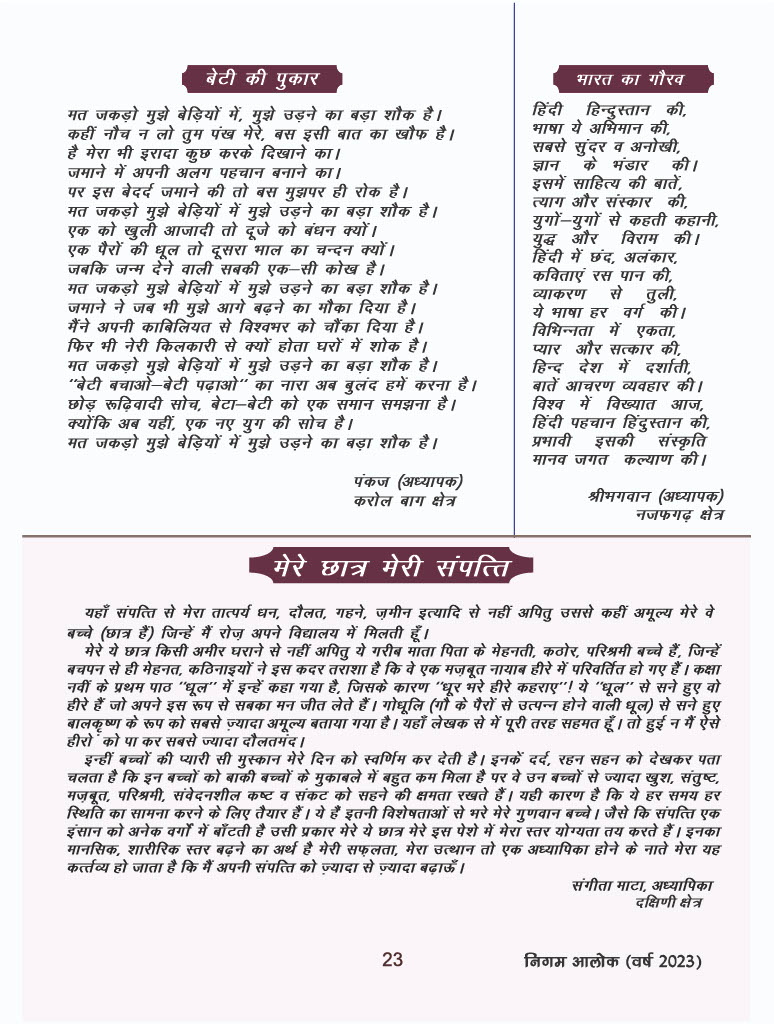 बेटी की पुकार
मत जकड़ो मुझे बेड़ियों में, मुझे उड़ने का बड़ा शौक है।
कहीं नौच न लो तुम पंख मेरे, बस इसी बात का खौफ है।
है मेरा भी इरादा कुछ करके दिखाने का।
जमाने में अपनी अलग पहचान बनाने का।
पर इस बेदर्द जमाने की तो बस मुझपर ही रोक है।
मत जकड़ो मुझे बेड़ियों में मुझे उड़ने का बड़ा शौक है।
एक को खुली आजादी तो दूजे को बंधन क्यों।
एक पैरों की धूल तो दूसरा भाल का चन्दन क्यों।
जबकि जन्म देने वाली सबकी एक–सी कोख है।
मत जकड़ो मुझे बेड़ियों में मुझे उड़ने का बड़ा शौक है।
जमाने ने जब भी मुझे आगे बढ़ने का मौका दिया है।
मैंने अपनी काबिलियत से विश्वभर को चौंका दिया है।
फिर भी नेरी किलकारी से क्यों होता घरों में शोक है।
मत जकड़ो मुझे बेड़ियों में मुझे उड़ने का बड़ा शौक है।
“बेटी बचाओ–बेटी पढ़ाओ” का नारा अब बुलंद हमें करना है।
छोड़ रूढ़िवादी सोच, बेटा–बेटी को एक समान समझना है।
क्योंकि अब यहीं, एक नए युग की सोच है।
मत जकड़ो मुझे बेड़ियों में मुझे उड़ने का बड़ा शौक है।
पंकज (अध्यापक)
करोल बाग क्षेत्र
भारत का गौरव
हिंदी हिन्दुस्तान की,
भाषा ये अभिमान की,
सबसे सुंदर व अनोखी,
ज्ञान के भंडार की।
इसमें साहित्य की बातें,
त्याग और संस्कार की,
युगों–युगों से कहती कहानी,
युद्ध और विराम की।
हिंदी में छंद, अलंकार,
कविताएं रस पान की,
व्याकरण से तुली,
ये भाषा हर वर्ग की।
विभिन्नता में एकता,
प्यार और सत्कार की,
हिन्द देश में दर्शाती,
बातें आचरण व्यवहार की।
विश्व में विख्यात आज,
हिंदी पहचान हिंदुस्तान की,
प्रभावी इसकी संस्कृति
मानव जगत कल्याण की।
श्रीभगवान (अध्यापक)
नजफगढ़ क्षेत्र
मेरे छात्र मेरी संपत्ति
यहाँ संपत्ति से मेरा तात्पर्य धन, दौलत, गहने, ज़मीन इत्यादि से नहीं अपितु उससे कहीं अमूल्य मेरे वे
बच्चे (छात्र हैं) जिन्हें मैं रोज़ अपने विद्यालय में मिलती हूँ।
मेरे ये छात्र किसी अमीर घराने से नहीं अपितु ये गरीब माता पिता के मेहनती, कठोर, परिश्रमी बच्चे हैं, जिन्हें
बचपन से ही मेहनत, कठिनाइयों ने इस कदर तराशा है कि वे एक मज़बूत नायाब हीरे में परिवर्तित हो गए हैं। कक्षा
नवीं के प्रथम पाठ “धूल” में इन्हें कहा गया है, जिसके कारण “धूर भरे हीरे कहराए”! ये “धूल” से सने हुए वो
हीरे हैं जो अपने इस रूप से सबका मन जीत लेते हैं। गोधूलि (गौ के पैरों से उत्पन्न होने वाली धूल) से सने हुए
बालकृष्ण के रूप को सबसे ज़्यादा अमूल्य बताया गया है। यहाँ लेखक से में पूरी तरह सहमत हूँ। तो हुई न मैं ऐसे
हीरों को पा कर सबसे ज्यादा दौलतमंद।
इन्हीं बच्चों की प्यारी सी मुस्कान मेरे दिन को स्वर्णिम कर देती है। इनकें दर्द, रहन सहन को देखकर पता
चलता है कि इन बच्चों को बाकी बच्चों के मुकाबले में बहुत कम मिला है पर वे उन बच्चों से ज्यादा खुश, संतुष्ट,
मज़बूत, परिश्रमी, संवेदनशील कष्ट व संकट को सहने की क्षमता रखते हैं। यही कारण है कि ये हर समय हर
स्थिति का सामना करने के लिए तैयार हैं। ये हैं इतनी विशेषताओं से भरे मेरे गुणवान बच्चे। जैसे कि संपत्ति एक
इंसान को अनेक वर्गों में बाँटती है उसी प्रकार मेरे ये छात्र मेरे इस पेशे में मेरा स्तर योग्यता तय करते हैं। इनका
मानसिक, शारीरिक स्तर बढ़ने का अर्थ है मेरी सफ़लता, मेरा उत्थान तो एक अध्यापिका होने के नाते मेरा यह
कर्त्तव्य हो जाता है कि मैं अपनी संपत्ति को ज़्यादा से ज़्यादा बढ़ाऊँ।
संगीता माटा, अध्यापिका
दक्षिणी क्षेत्र
23
निगम आलोक (वर्ष 2023)